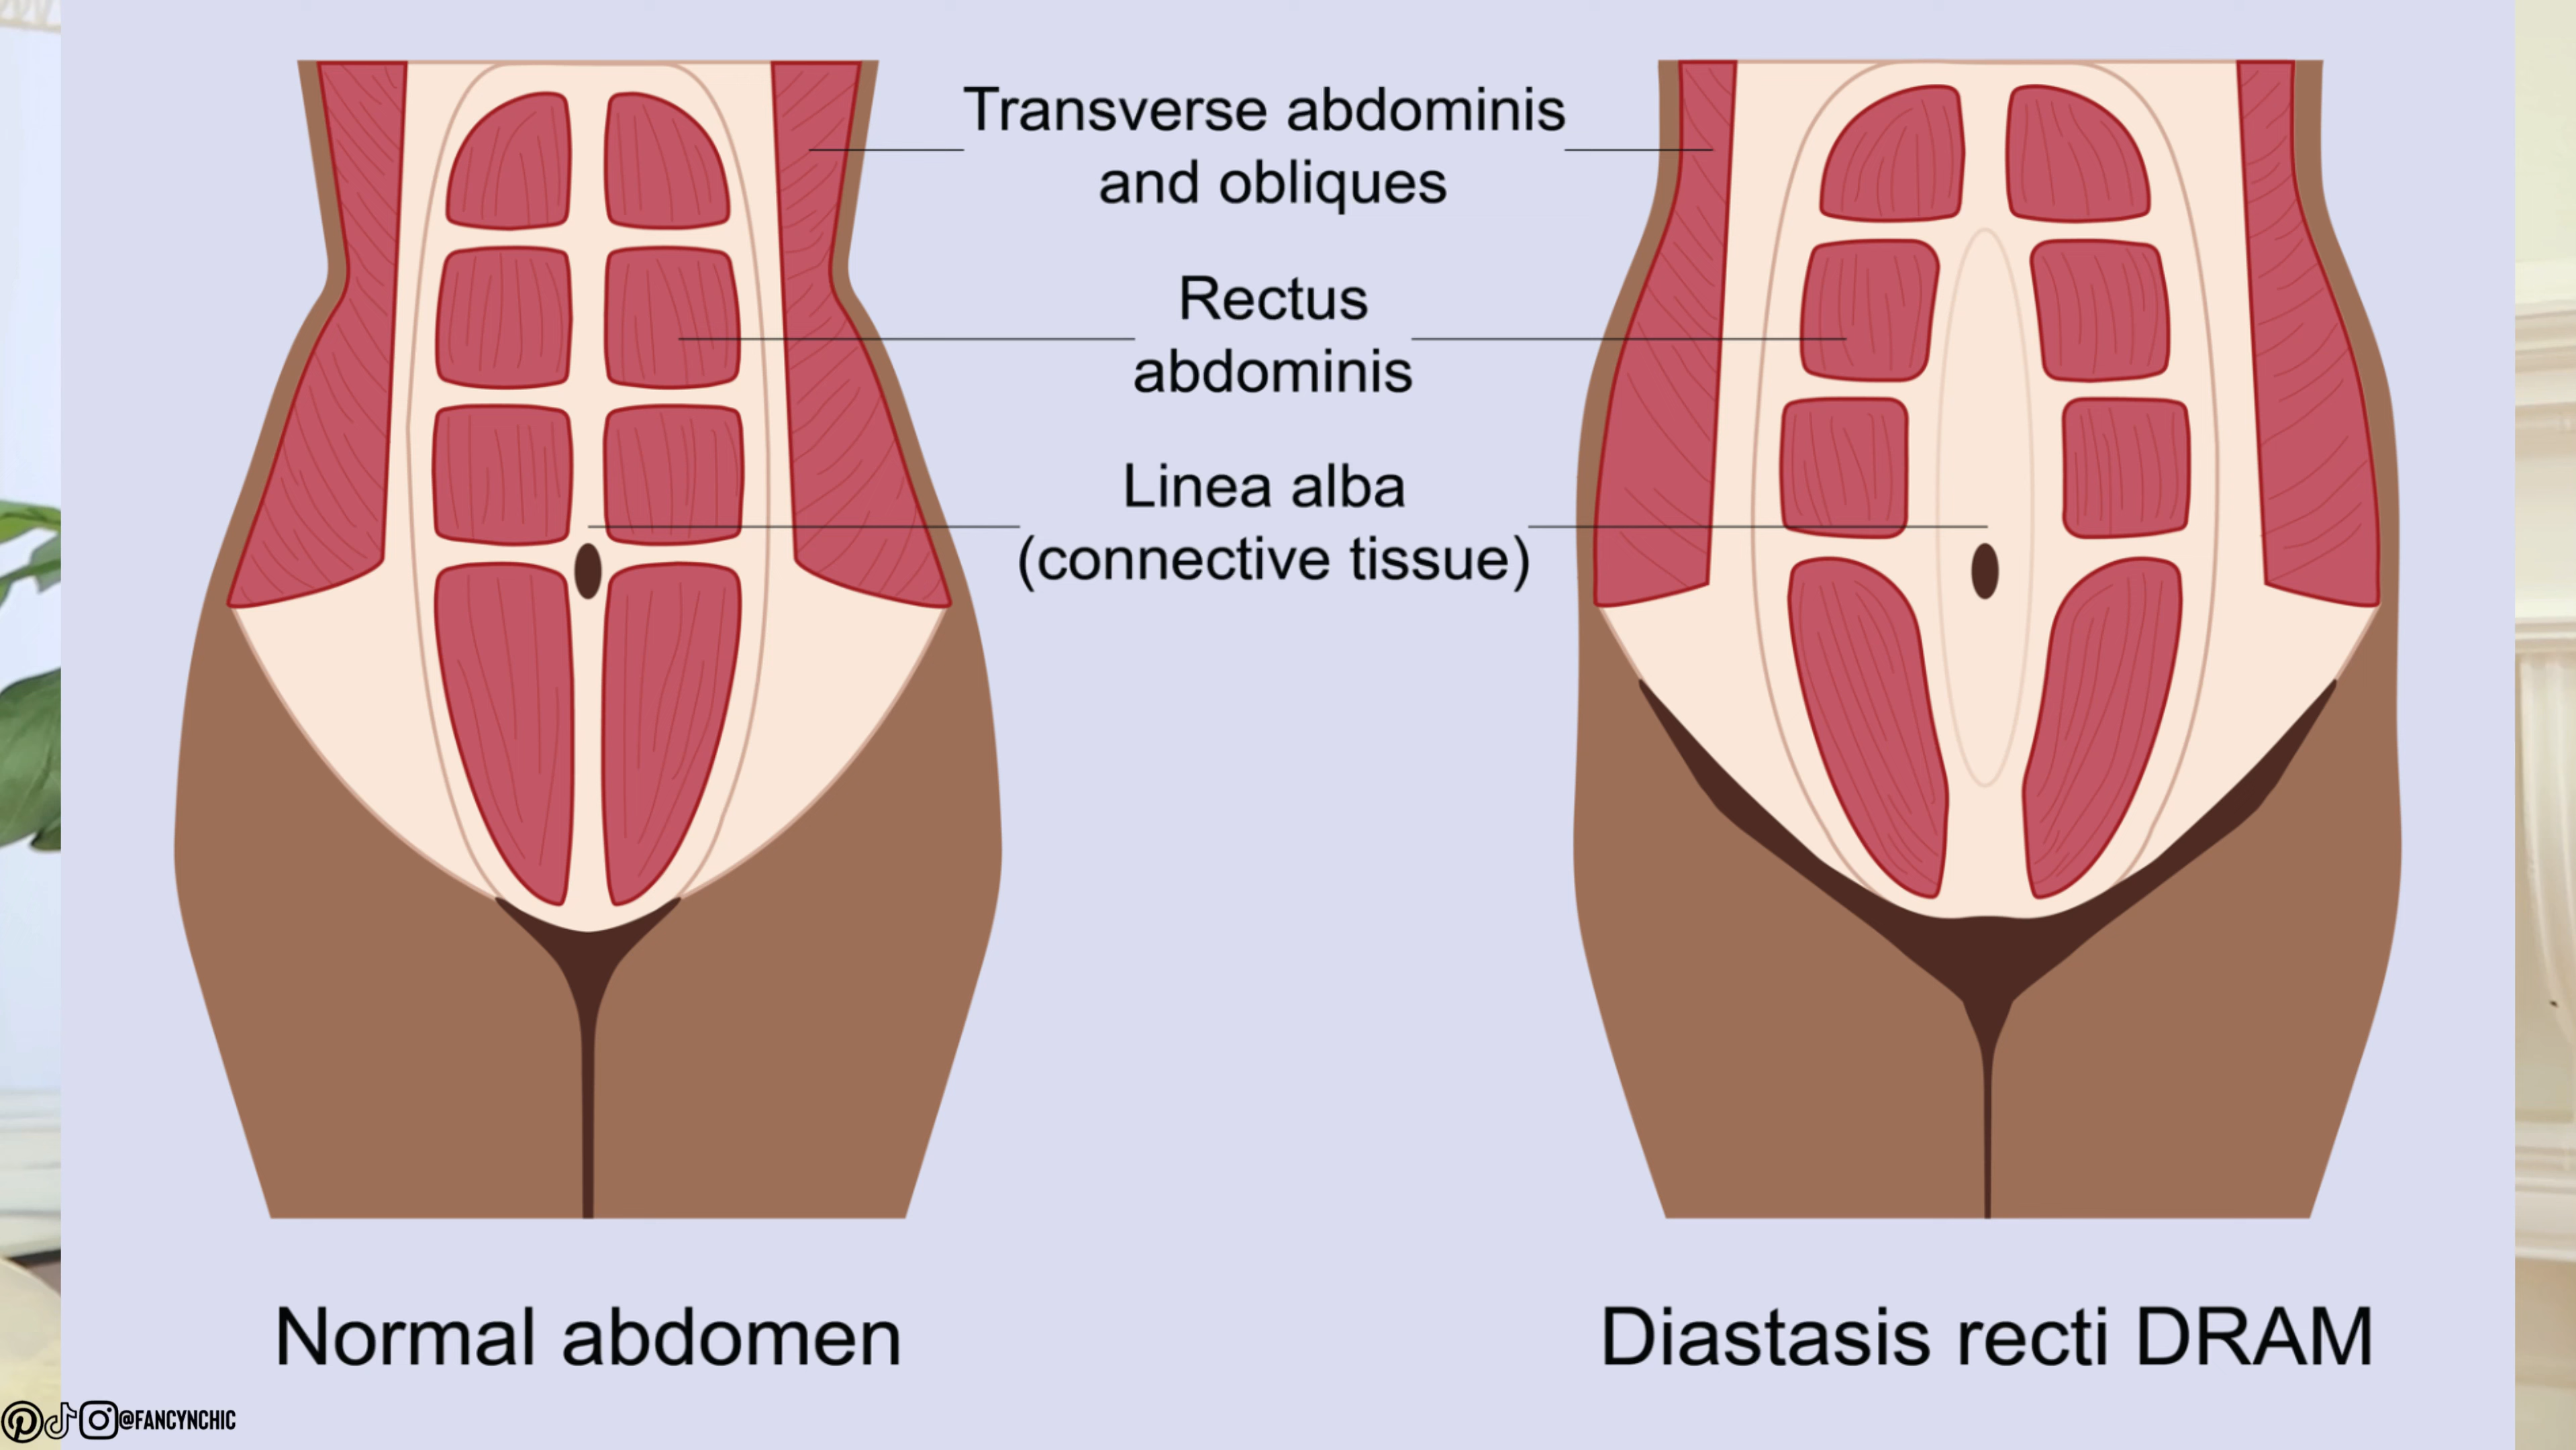 Transverse abdominis
and obliques
Rectus
abdominis
Linea alba
(connective tissue)
Normal abdomen
Diastasis recti DRAM
@FANCYNCHIC